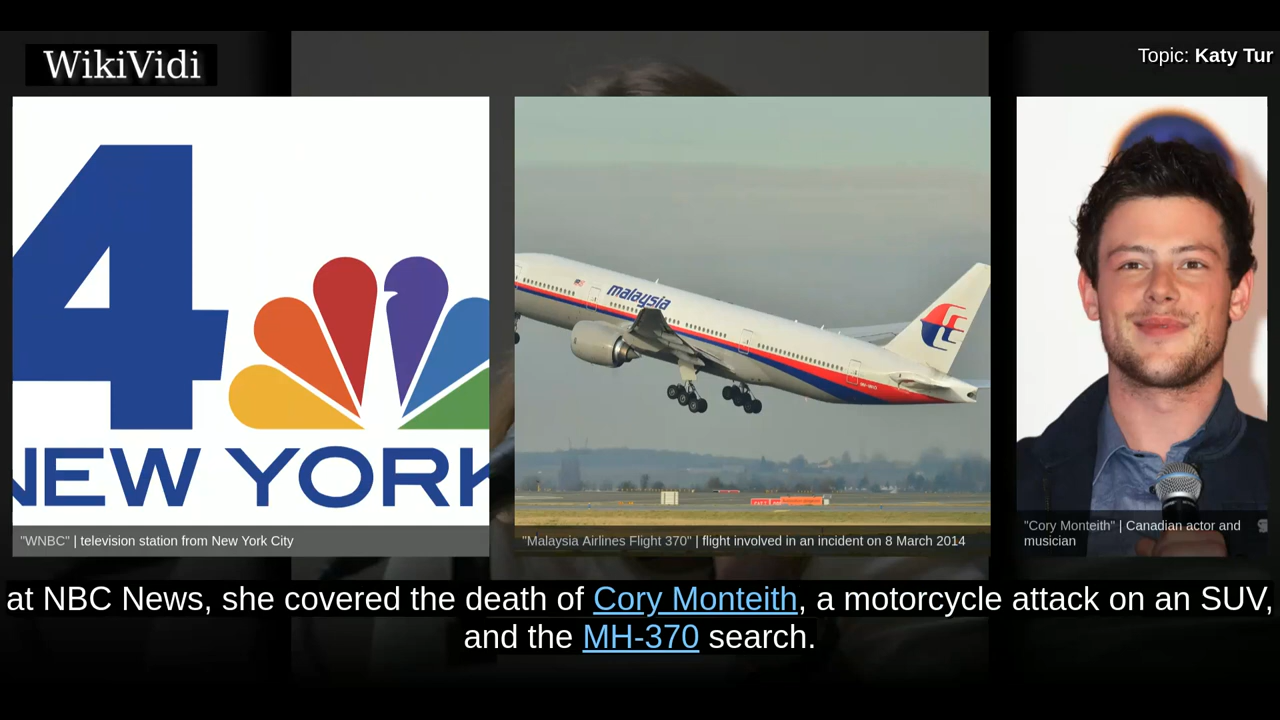 WikiVidi
Topic: Katy Tur
4
NEW YORK
malaysia
"WNBC" | television station from New York City
"Malaysia Airlines Flight 370" | flight involved in an incident on 8 March 2014
"Cory Monteith" | Canadian actor and
musician
at NBC News, she covered the death of Cory Monteith, a motorcycle attack on an SUV,
and the MH-370 search.